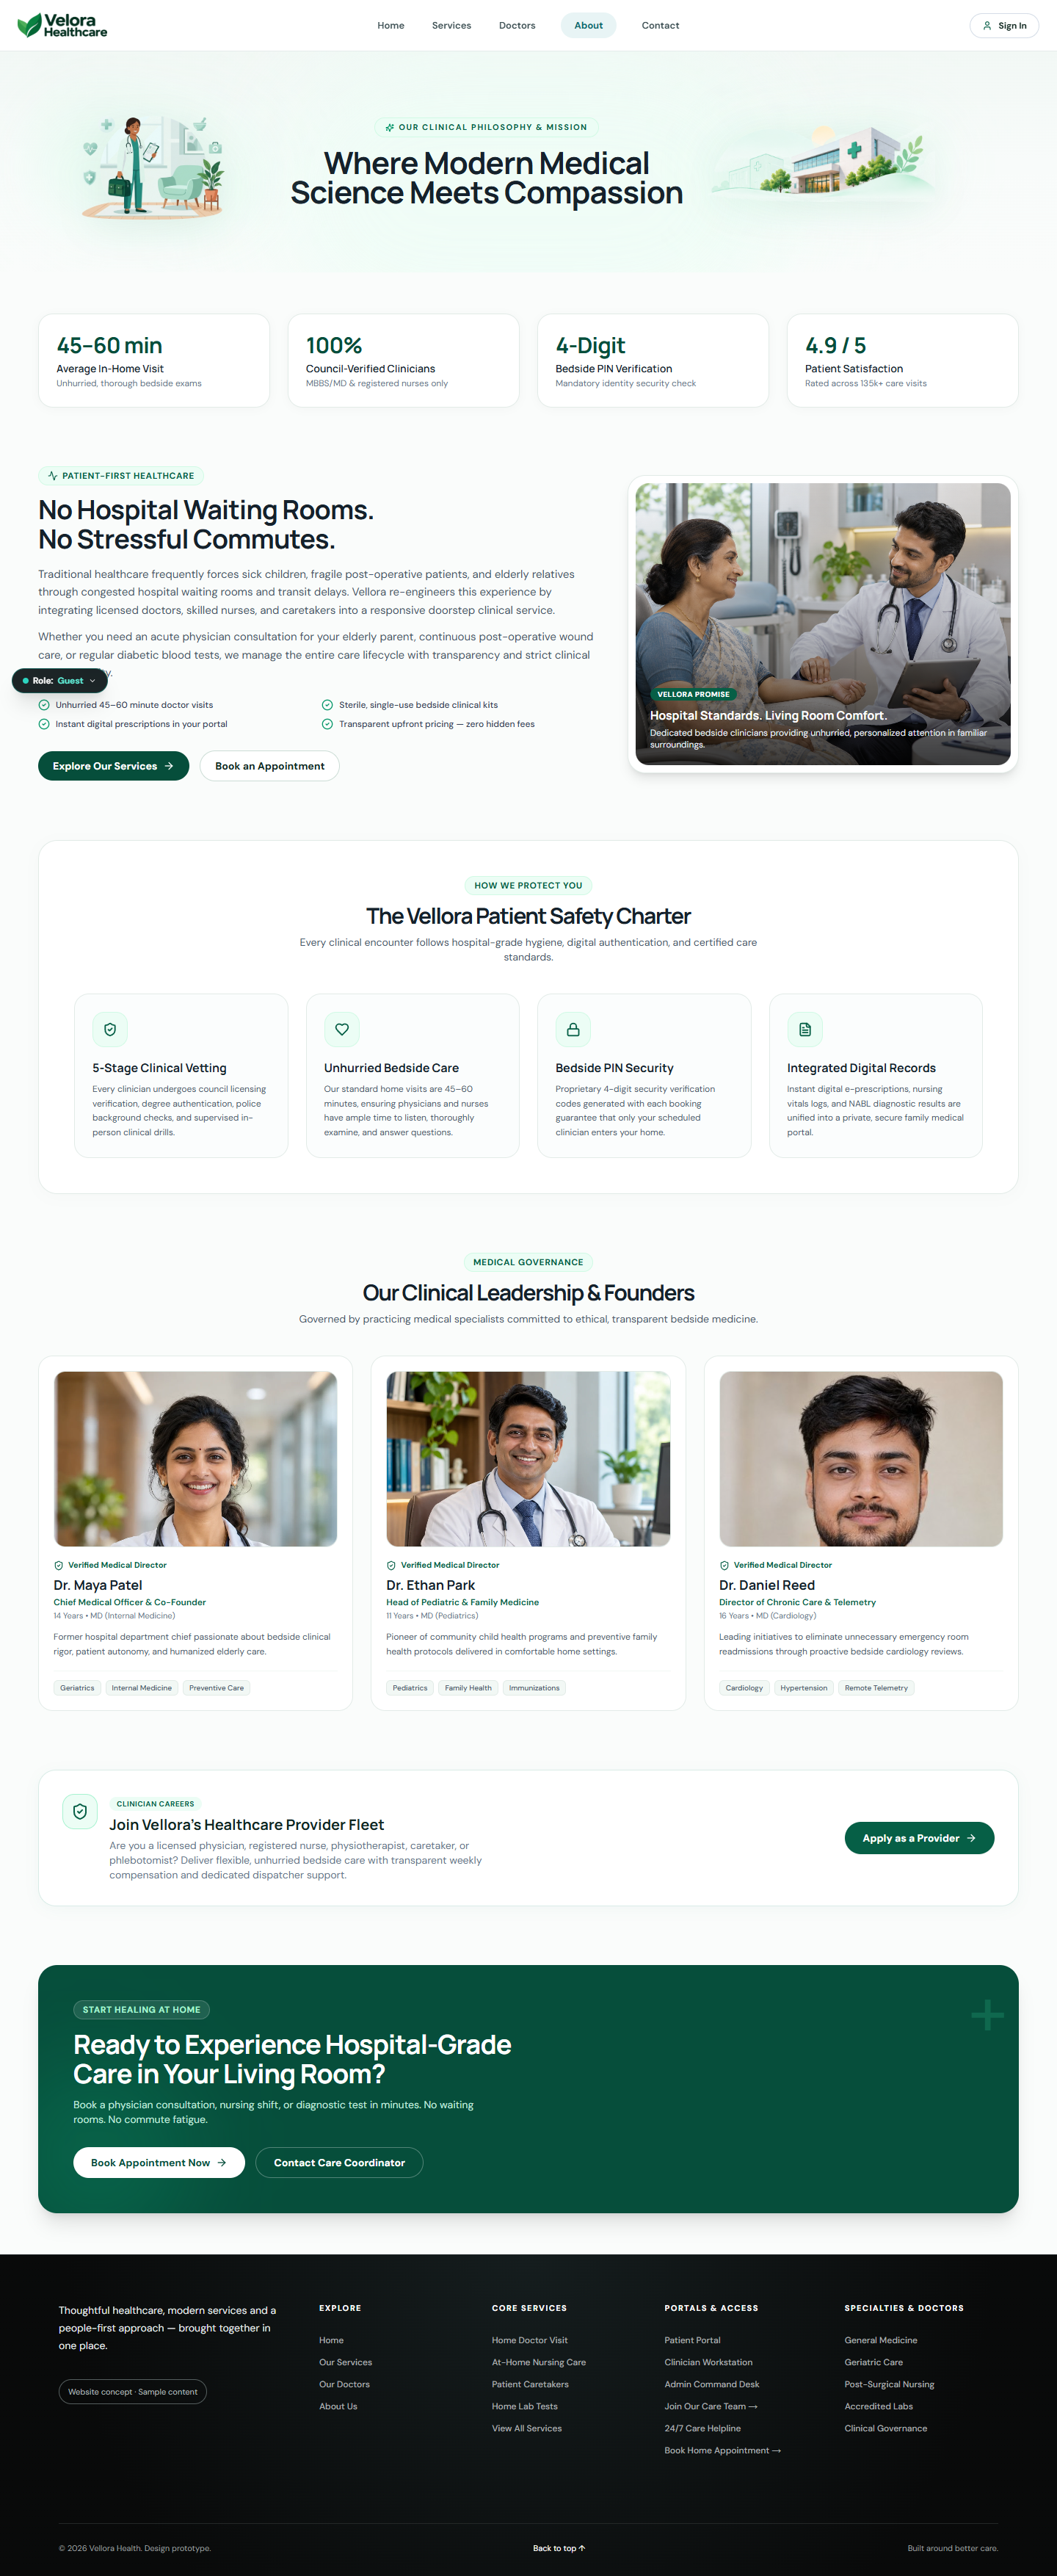 Velora
Healthcare
Home
Services
Doctors
About
Contact
Sign In
OUR CLINICAL PHILOSOPHY & MISSION
Where Modern Medical
Science Meets Compassion
45–60 min
Average In-Home Visit
Unhurried, thorough bedside exams
100%
Council-Verified Clinicians
MBBS/MD & registered nurses only
4-Digit
Bedside PIN Verification
Mandatory identity security check
4.9 / 5
Patient Satisfaction
Rated across 135k+ care visits
PATIENT-FIRST HEALTHCARE
No Hospital Waiting Rooms.
No Stressful Commutes.
Traditional healthcare frequently forces sick children, fragile post-operative patients, and elderly relatives
through congested hospital waiting rooms and transit delays. Vellora re-engineers this experience by
integrating licensed doctors, skilled nurses, and caretakers into a responsive doorstep clinical service.
Whether you need an acute physician consultation for your elderly parent, continuous post-operative wound
care, or regular diabetic blood tests, we manage the entire care lifecycle with transparency and strict clinical
Role: Guest
Unhurried 45–60 minute doctor visits
Sterile, single-use bedside clinical kits
Instant digital prescriptions in your portal
Transparent upfront pricing — zero hidden fees
Explore Our Services
Book an Appointment
VELLORA PROMISE
Hospital Standards. Living Room Comfort.
Dedicated bedside clinicians providing unhurried, personalized attention in familiar
surroundings.
HOW WE PROTECT YOU
The Vellora Patient Safety Charter
Every clinical encounter follows hospital-grade hygiene, digital authentication, and certified care
standards.
5-Stage Clinical Vetting
Every clinician undergoes council licensing
verification, degree authentication, police
background checks, and supervised in-
person clinical drills.
Unhurried Bedside Care
Our standard home visits are 45–60
minutes, ensuring physicians and nurses
have ample time to listen, thoroughly
examine, and answer questions.
Bedside PIN Security
Proprietary 4-digit security verification
codes generated with each booking
guarantee that only your scheduled
clinician enters your home.
Integrated Digital Records
Instant digital e-prescriptions, nursing
vitals logs, and NABL diagnostic results are
unified into a private, secure family medical
portal.
MEDICAL GOVERNANCE
Our Clinical Leadership & Founders
Governed by practicing medical specialists committed to ethical, transparent bedside medicine.
Verified Medical Director
Dr. Maya Patel
Chief Medical Officer & Co-Founder
14 Years • MD (Internal Medicine)
Former hospital department chief passionate about bedside clinical
rigor, patient autonomy, and humanized elderly care.
Geriatrics
Internal Medicine
Preventive Care
Verified Medical Director
Dr. Ethan Park
Head of Pediatric & Family Medicine
11 Years • MD (Pediatrics)
Pioneer of community child health programs and preventive family
health protocols delivered in comfortable home settings.
Pediatrics
Family Health
Immunizations
Verified Medical Director
Dr. Daniel Reed
Director of Chronic Care & Telemetry
16 Years • MD (Cardiology)
Leading initiatives to eliminate unnecessary emergency room
readmissions through proactive bedside cardiology reviews.
Cardiology
Hypertension
Remote Telemetry
CLINICIAN CAREERS
Join Vellora's Healthcare Provider Fleet
Are you a licensed physician, registered nurse, physiotherapist, caretaker, or
phlebotomist? Deliver flexible, unhurried bedside care with transparent weekly
compensation and dedicated dispatcher support.
Apply as a Provider
START HEALING AT HOME
Ready to Experience Hospital-Grade
Care in Your Living Room?
Book a physician consultation, nursing shift, or diagnostic test in minutes. No waiting
rooms. No commute fatigue.
Book Appointment Now
Contact Care Coordinator
Thoughtful healthcare, modern services and a
people-first approach — brought together in
one place.
Website concept · Sample content
EXPLORE
Home
Our Services
Our Doctors
About Us
CORE SERVICES
Home Doctor Visit
At-Home Nursing Care
Patient Caretakers
Home Lab Tests
View All Services
PORTALS & ACCESS
Patient Portal
Clinician Workstation
Admin Command Desk
Join Our Care Team →
24/7 Care Helpline
Book Home Appointment →
SPECIALTIES & DOCTORS
General Medicine
Geriatric Care
Post-Surgical Nursing
Accredited Labs
Clinical Governance
© 2026 Vellora Health. Design prototype.
Back to top ↑
Built around better care.